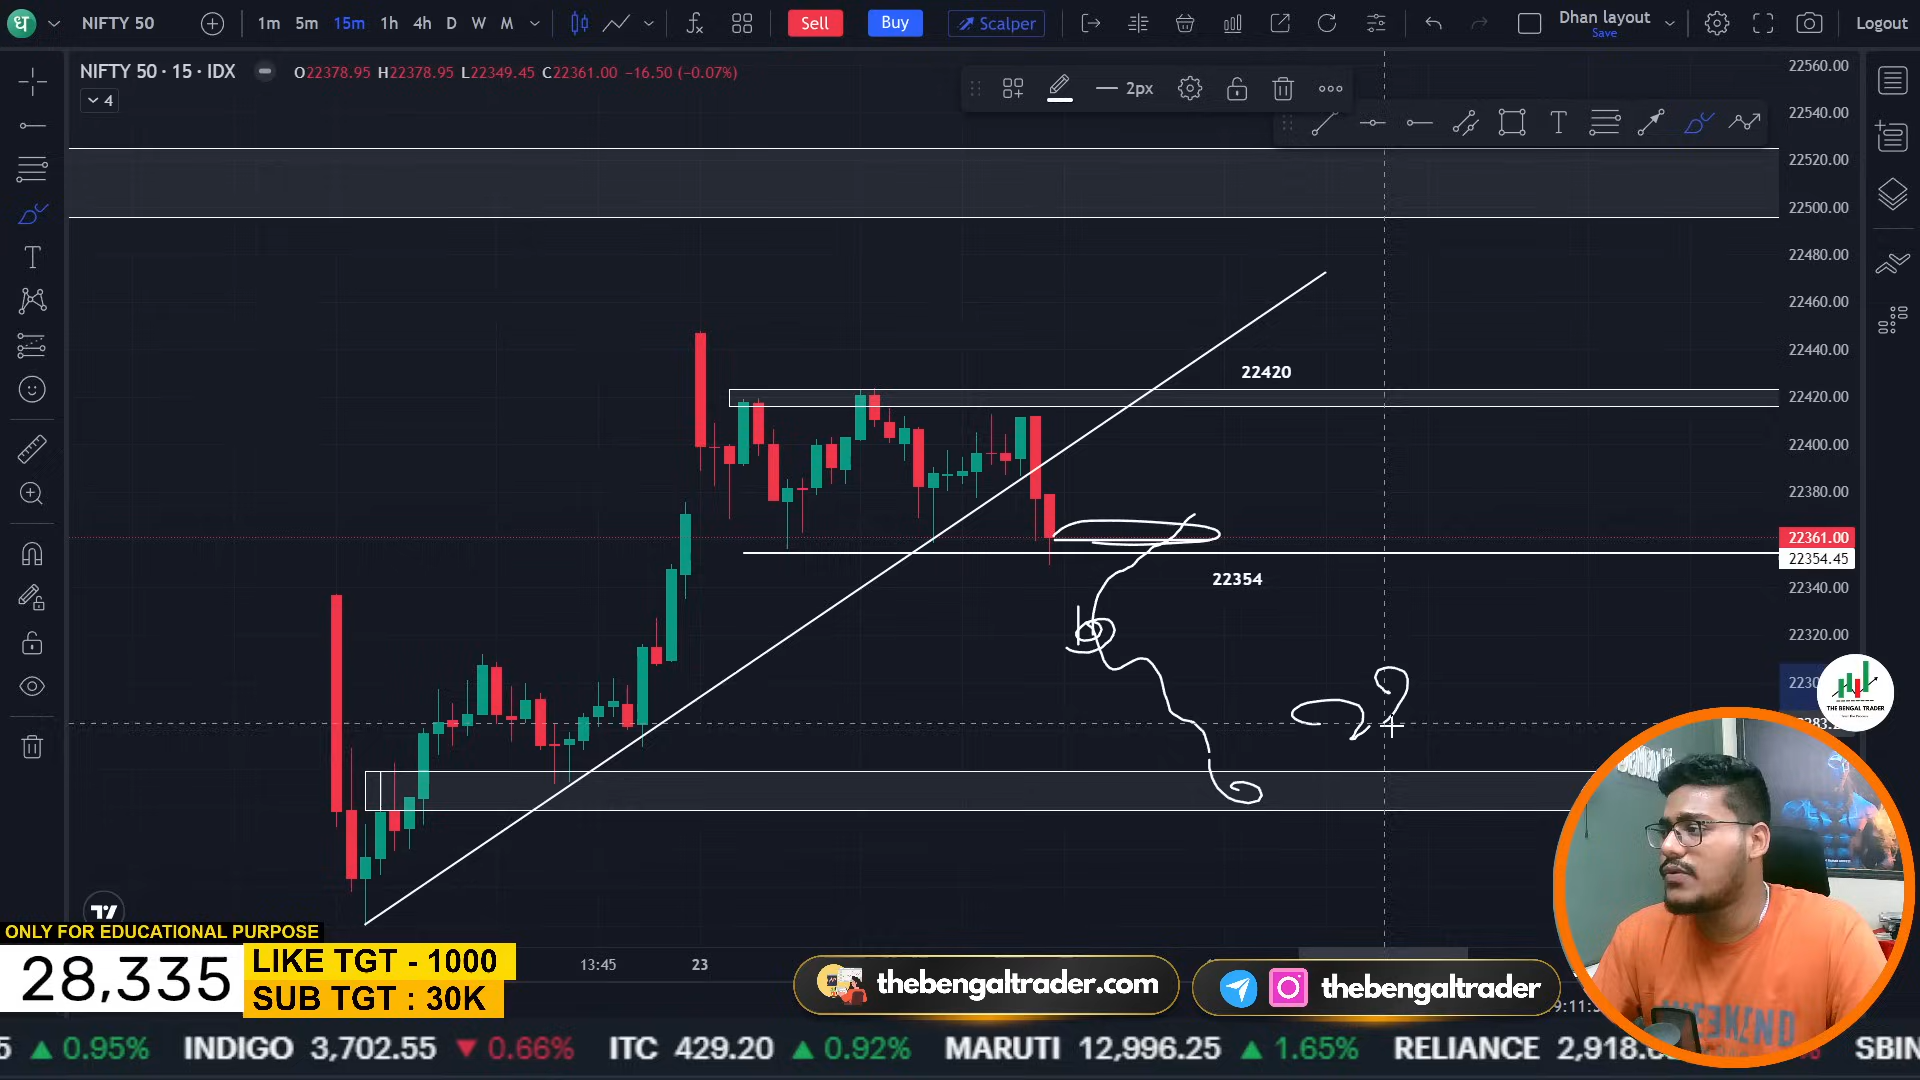 ध
NIFTY 50
1m 5m 15m 1h 4h D W M
Sell
Buy
Scalper
Dhan layout
Save
Logout
NIFTY 50 · 15 · IDX
O22378.95 H22378.95 L22349.45 C22361.00 −16.50 (−0.07%)
4
2px
T
T
22560.00
22540.00
22520.00
22500.00
22480.00
22460.00
22440.00
22420.00
22400.00
22380.00
22361.00
22354.45
22340.00
22320.00
22420
22354
THE BENGAL TRADER
ONLY FOR EDUCATIONAL PURPOSE
28,335
LIKE TGT - 1000
SUB TGT : 30K
13:45
23
thebengaltrader.com
thebengaltrader
0.95% INDIGO 3,702.55 0.66% ITC 429.20 0.92% MARUTI 12,996.25 1.65% RELIANCE SBIN